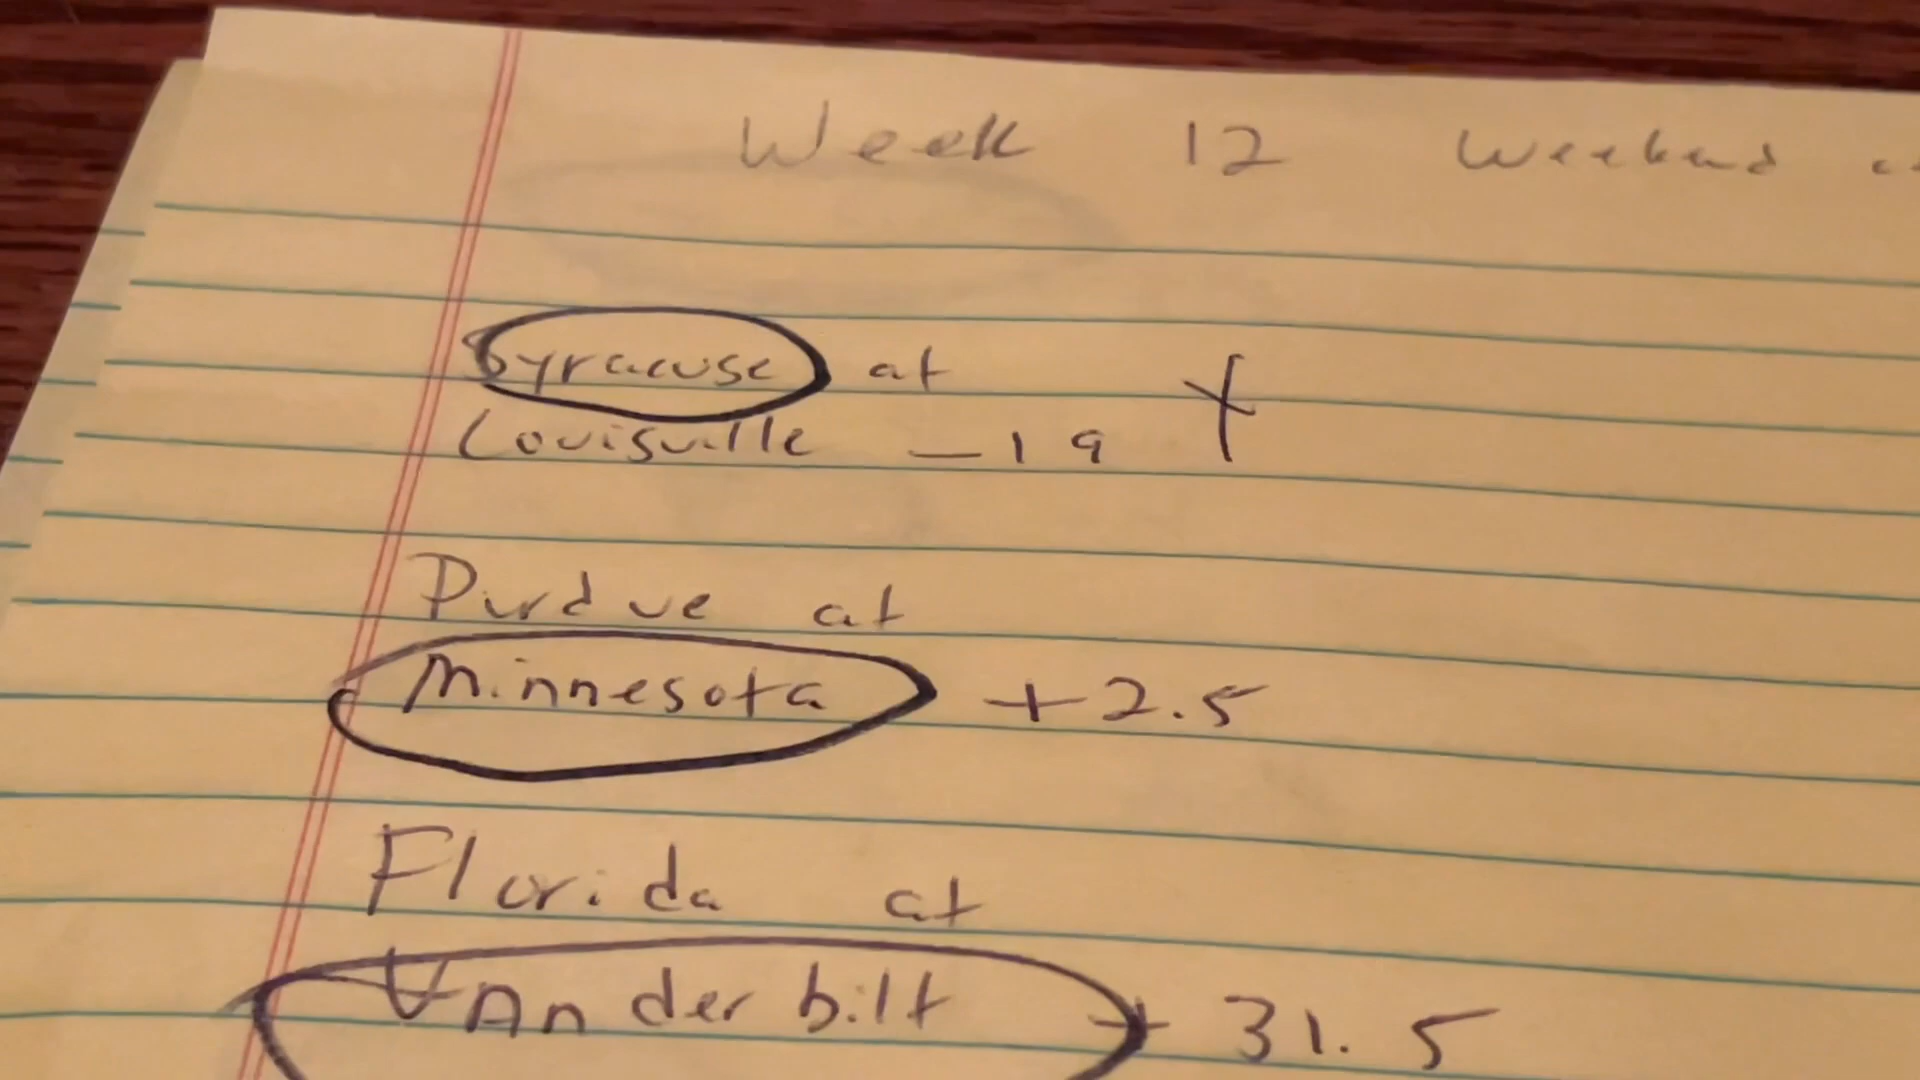 Week 12 Weekend
Syracuse at
Louisville -19
Purdue at
Minnesota +2.5
Florida at
VAnderbilt + 31.5